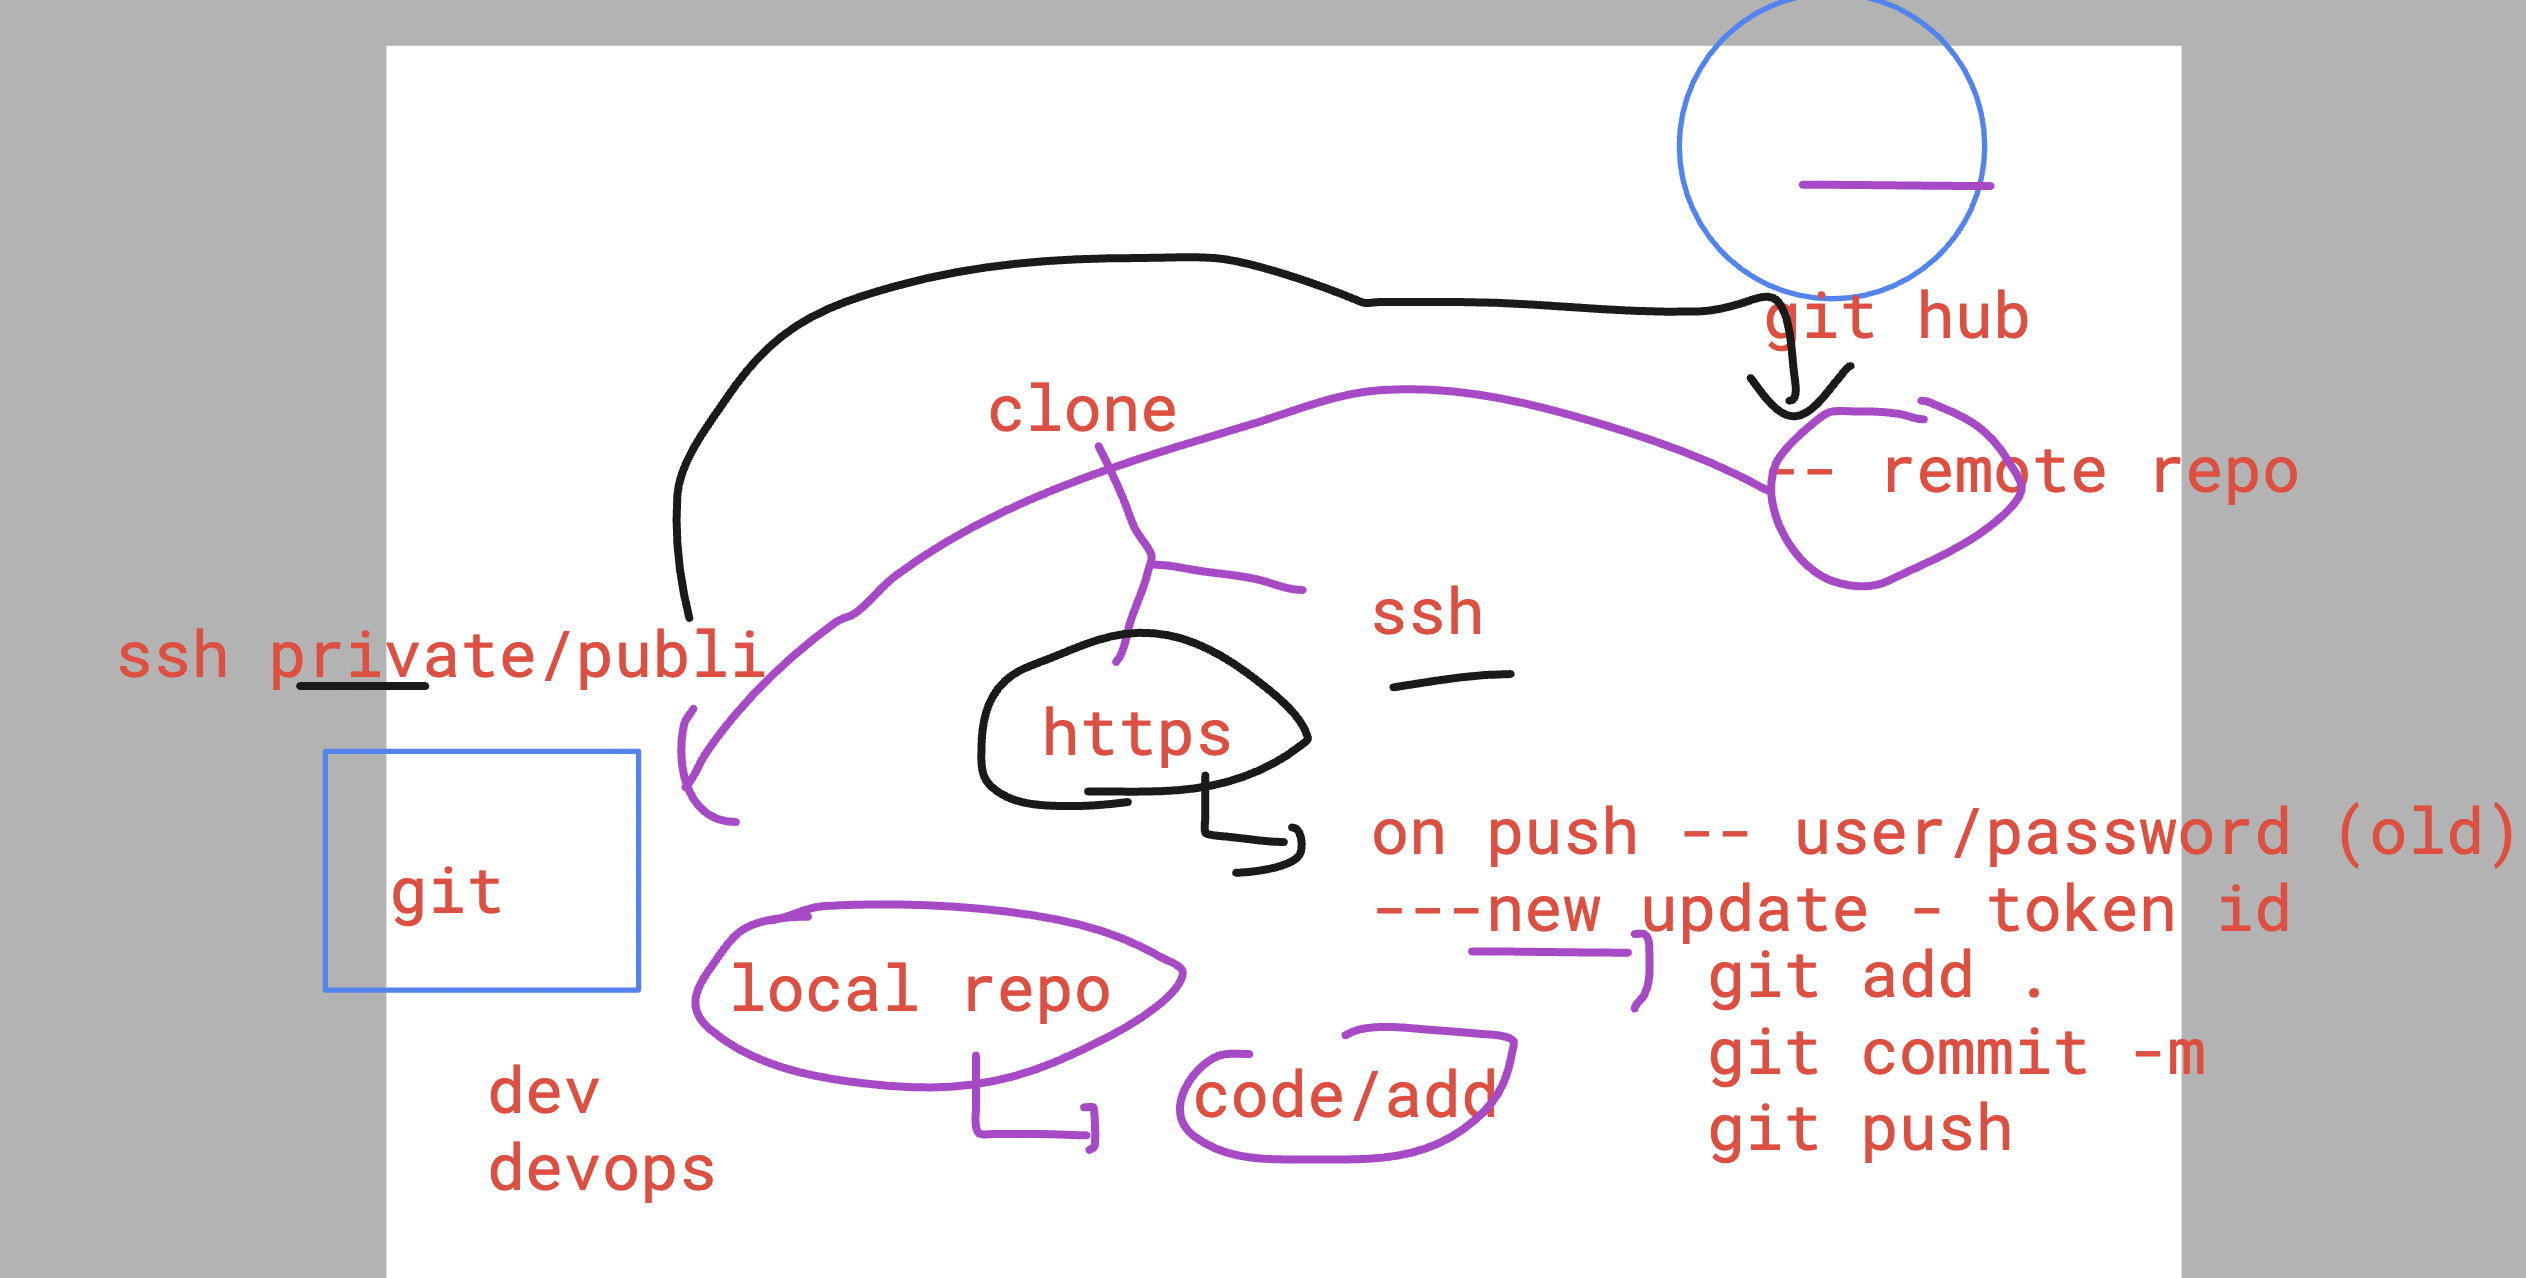 git hub
clone
-- remote repo
ssh
ssh private/publi
https
on push -- user/password (old)
---new update - token id
git
git add .
local repo
git commit -m
code/add
dev
git push
devops